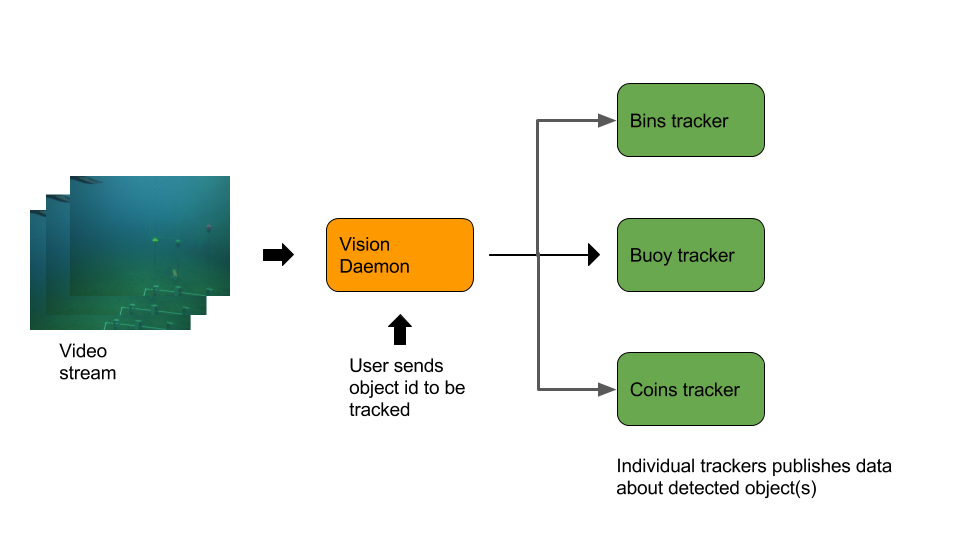 Bins tracker
Vision
Daemon
Buoy tracker
Video
stream
User sends
object id to be
tracked
Coins tracker
Individual trackers publishes data
about detected object(s)